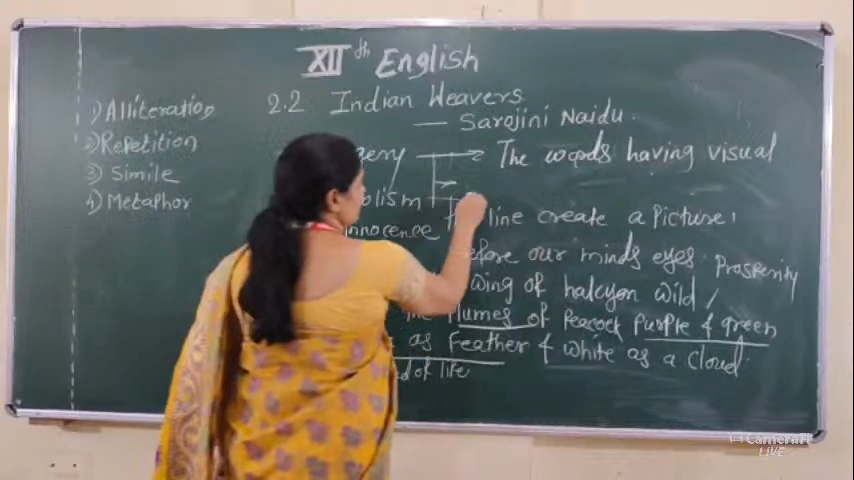 XIIth English
1) Alliteration
2) Repetition
3) Simile
4) Metaphor
2.2 Indian Weavers
— Sarojini Naidu.
The words having visual
line create a Picture
before our minds eyes. Prosperity
wing of halcyon wild /
Plumes of Peacock Purple & green
innocence
as Feather & white as a cloud
of life
CameraFi
LIVE